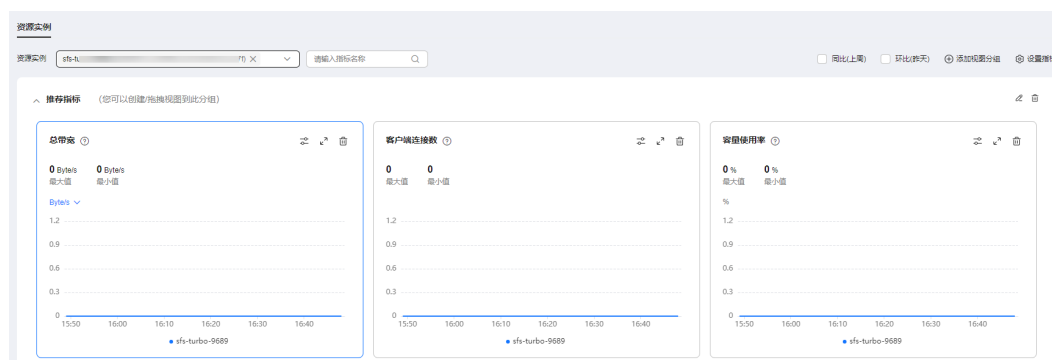 资源实例
资源实例 sfs-tu 请输入指标名称 同比(上周) 环比(昨天) 添加视图分组 设置指标
推荐指标 (您可以创建/拖拽视图到此分组)
总带宽
0 Byte/s 0 Byte/s
最大值 最小值
Byte/s
1.2
0.9
0.6
0.3
0
15:50 16:00 16:10 16:20 16:30 16:40
sfs-turbo-9689
客户端连接数
0 0
最大值 最小值
1.2
0.9
0.6
0.3
0
15:50 16:00 16:10 16:20 16:30 16:40
sfs-turbo-9689
容量使用率
0 % 0 %
最大值 最小值
%
1.2
0.9
0.6
0.3
0
15:50 16:00 16:10 16:20 16:30 16:40
sfs-turbo-9689